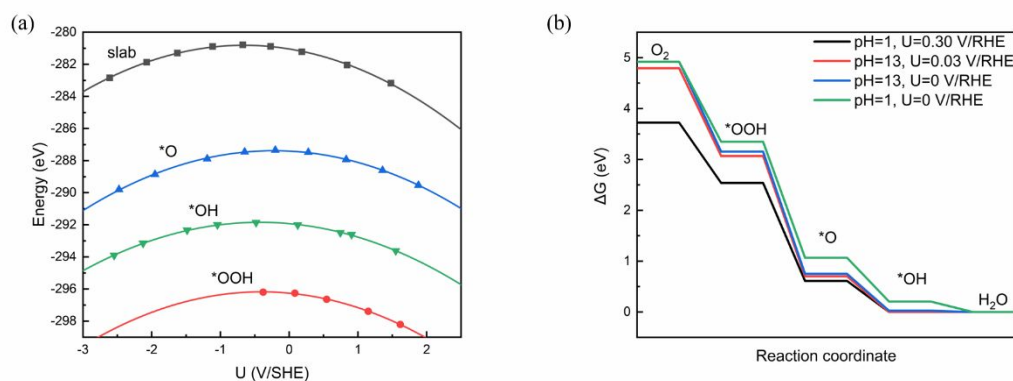 (a)
-280
-282
-284
-286
-288
-290
-292
-294
-296
-298
Energy (eV)
slab
*O
*OH
*OOH
-3 -2 -1 0 1 2
U (V/SHE)
(b)
5
4
3
2
1
0
ΔG (eV)
pH=1, U=0.30 V/RHE
pH=13, U=0.03 V/RHE
pH=13, U=0 V/RHE
pH=1, U=0 V/RHE
O₂
*OOH
*O
*OH
H₂O
Reaction coordinate